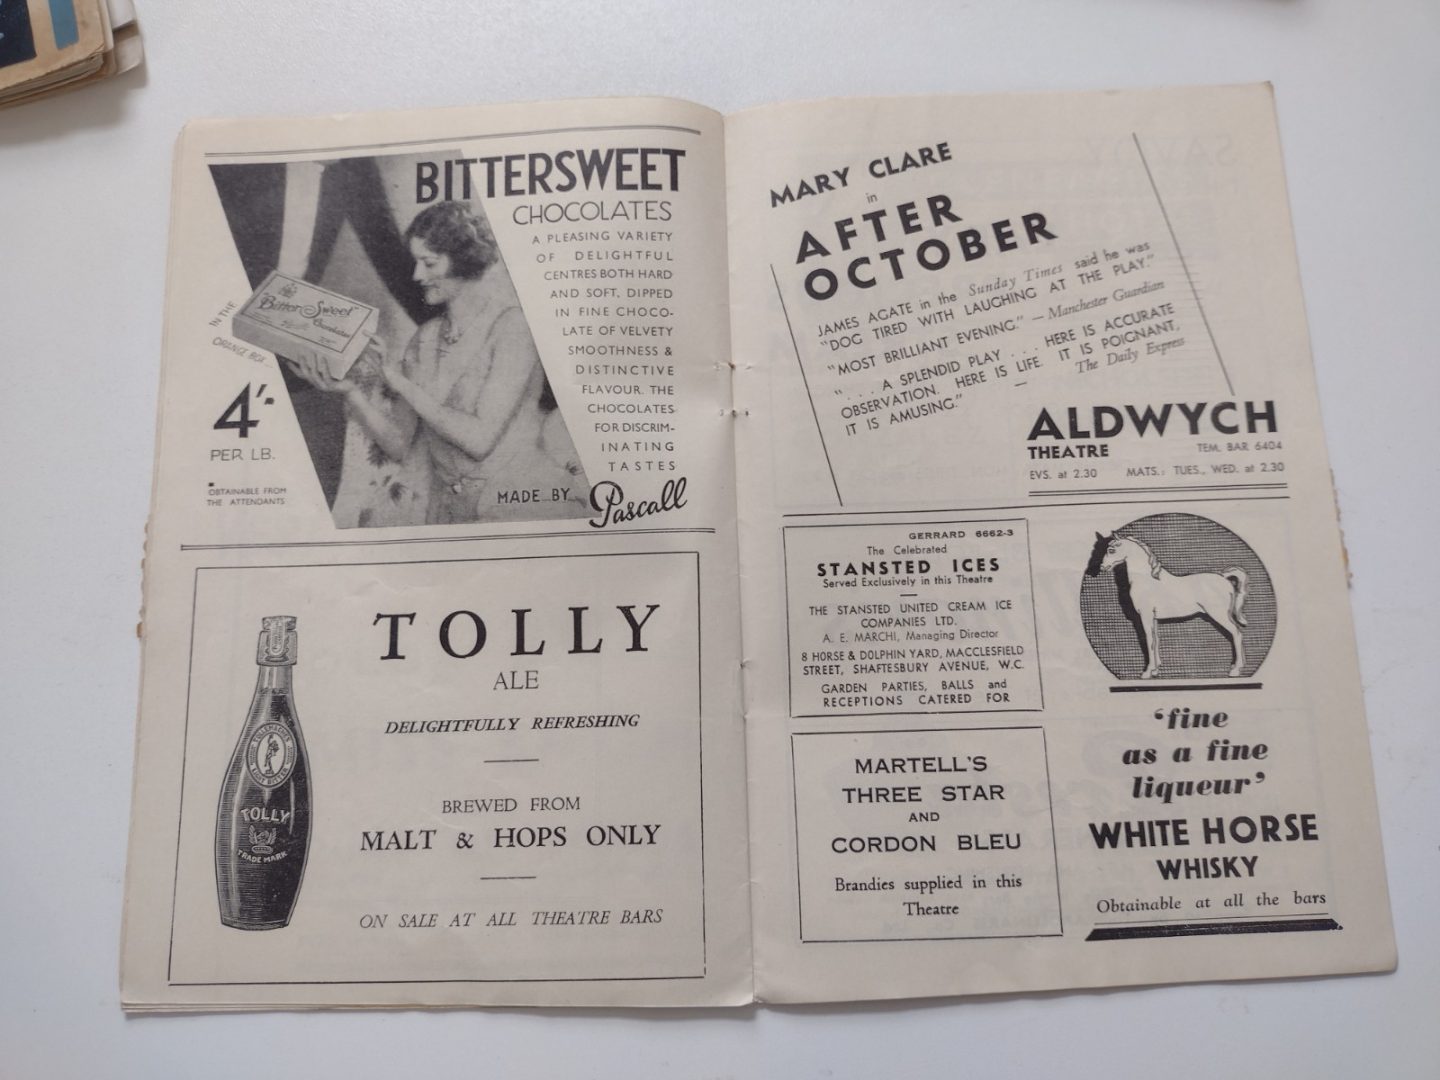 BITTERSWEET
CHOCOLATES
A PLEASING VARIETY
OF DELIGHTFUL
CENTRES BOTH HARD
AND SOFT, DIPPED
IN FINE CHOCO-
LATE OF VELVETY
SMOOTHNESS &
DISTINCTIVE
FLAVOUR. THE
CHOCOLATES
FOR DISCRIM-
INATING
TASTES
MADE BY Pascall
Bitter Sweet
Chocolates
IN THE
ORANGE BOX
4'-
PER LB.
OBTAINABLE FROM
THE ATTENDANTS
TOLLY
ALE
DELIGHTFULLY REFRESHING
BREWED FROM
MALT & HOPS ONLY
ON SALE AT ALL THEATRE BARS
TOLLEMACHE'S
LIGHT BITTER
TOLLY
TRADE MARK
MARY CLARE
in
AFTER
OCTOBER
JAMES AGATE in the Sunday Times said he was
"DOG TIRED WITH LAUGHING AT THE PLAY."
"MOST BRILLIANT EVENING." — Manchester Guardian
". . . A SPLENDID PLAY . . . HERE IS ACCURATE
OBSERVATION. HERE IS LIFE. IT IS POIGNANT,
IT IS AMUSING." — The Daily Express
ALDWYCH
THEATRE TEM. BAR 6404
EVS. at 2.30 MATS.: TUES., WED. at 2.30
GERRARD 6662-3
The Celebrated
STANSTED ICES
Served Exclusively in this Theatre
THE STANSTED UNITED CREAM ICE
COMPANIES LTD.
A. E. MARCHI, Managing Director
8 HORSE & DOLPHIN YARD, MACCLESFIELD
STREET, SHAFTESBURY AVENUE, W.C.
GARDEN PARTIES, BALLS and
RECEPTIONS CATERED FOR
MARTELL'S
THREE STAR
AND
CORDON BLEU
Brandies supplied in this
Theatre
'fine
as a fine
liqueur'
WHITE HORSE
WHISKY
Obtainable at all the bars